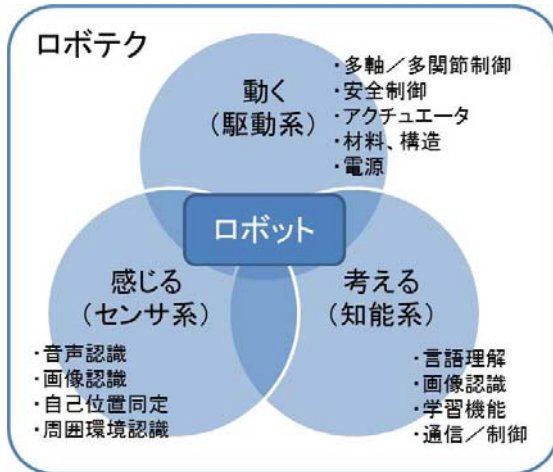 ロボテク
動く
(駆動系)
・多軸／多関節制御
・安全制御
・アクチュエータ
・材料、構造
・電源
ロボット
感じる
(センサ系)
・音声認識
・画像認識
・自己位置同定
・周囲環境認識
考える
(知能系)
・言語理解
・画像認識
・学習機能
・通信／制御